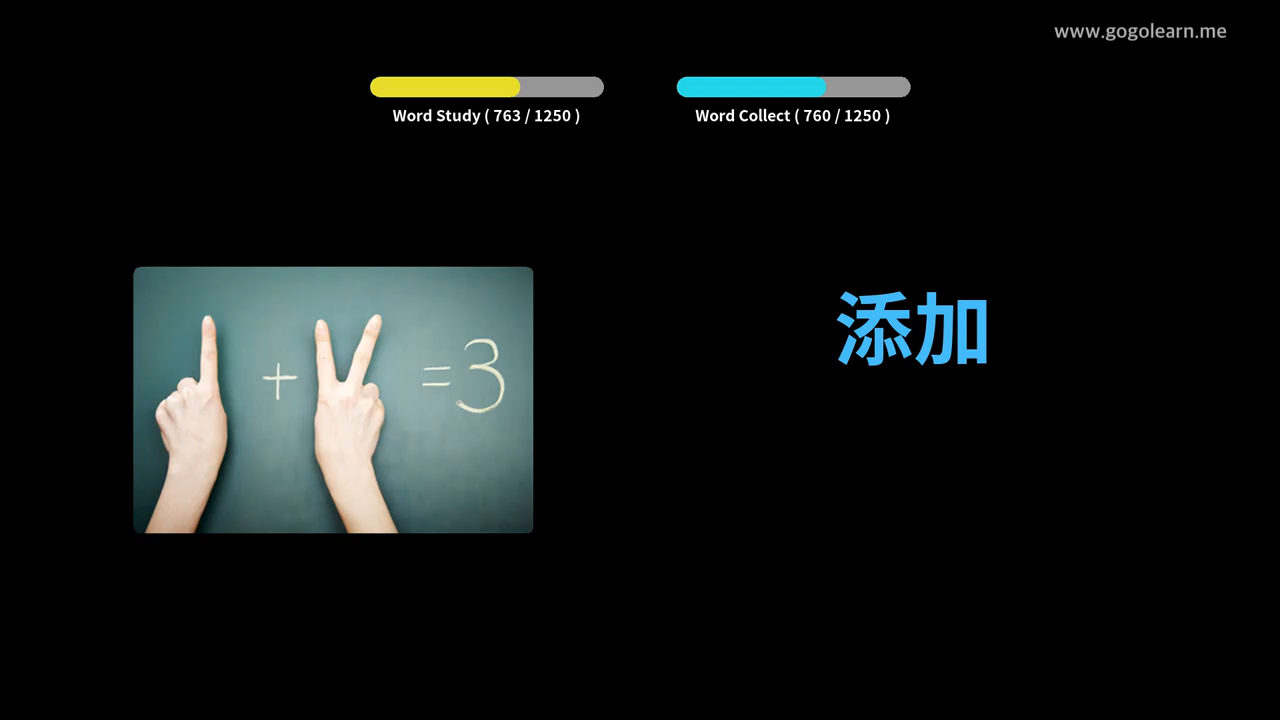 www.gogolearn.me
Word Study ( 763 / 1250 )
Word Collect ( 760 / 1250 )
+ =3
添加